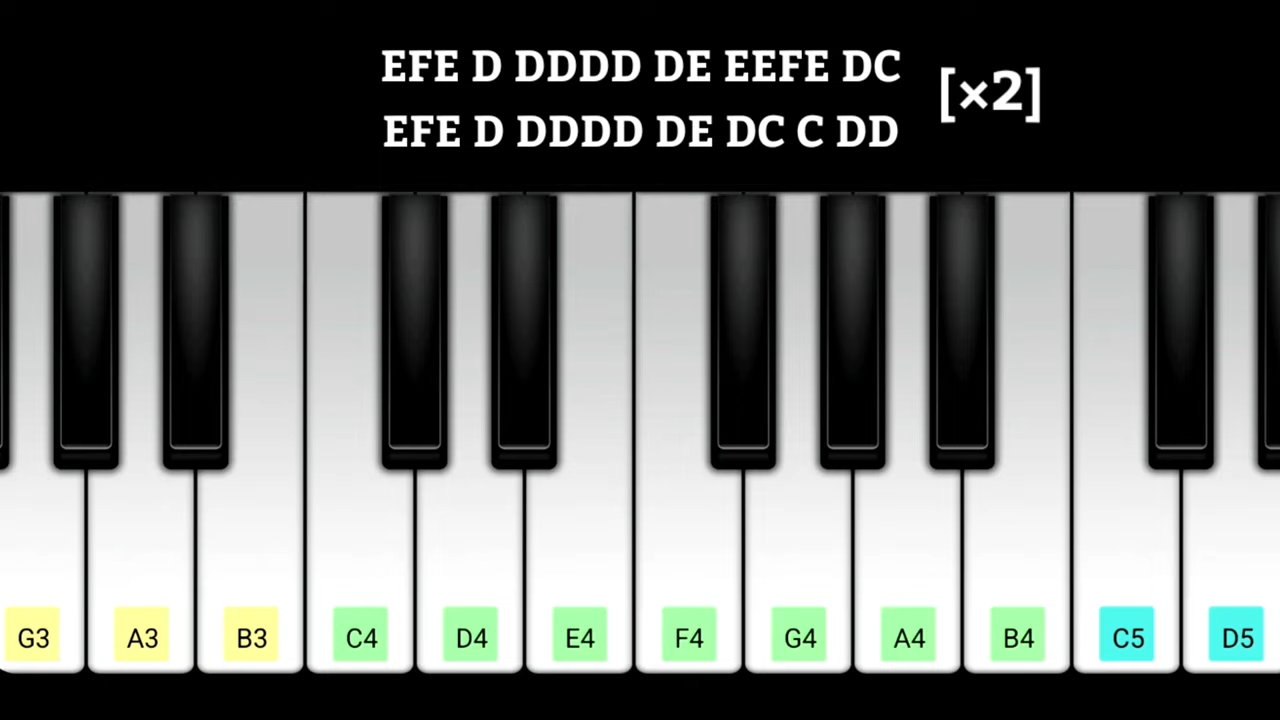 EFE D DDDD DE EEFE DC
EFE D DDDD DE DC C DD
[×2]
G3 A3 B3 C4 D4 E4 F4 G4 A4 B4 C5 D5